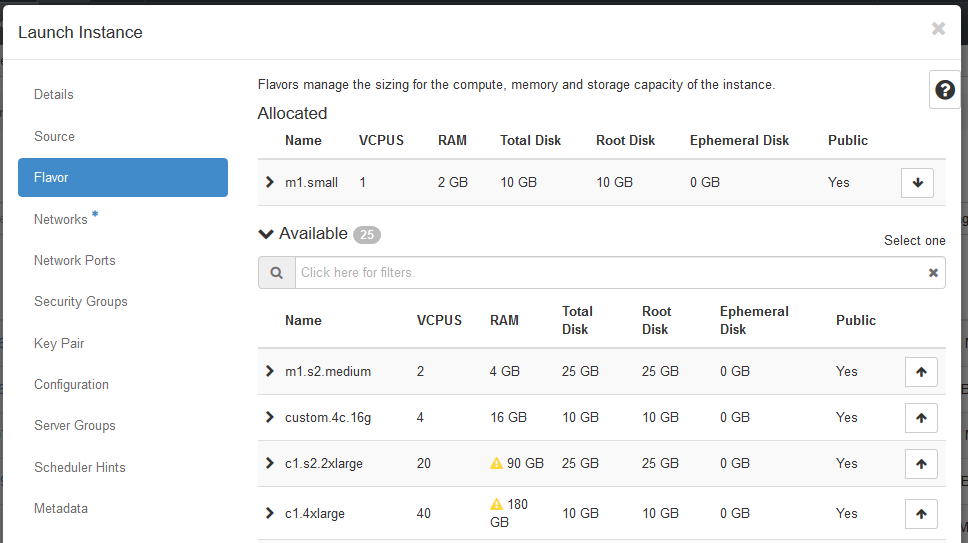 Launch Instance
Details
Source
Flavor
Networks *
Network Ports
Security Groups
Key Pair
Configuration
Server Groups
Scheduler Hints
Metadata
Flavors manage the sizing for the compute, memory and storage capacity of the instance.
Allocated
Name VCPUS RAM Total Disk Root Disk Ephemeral Disk Public
m1.small 1 2 GB 10 GB 10 GB 0 GB Yes
Available 25
Select one
Click here for filters.
Name VCPUS RAM Total Disk Root Disk Ephemeral Disk Public
m1.s2.medium 2 4 GB 25 GB 25 GB 0 GB Yes
custom.4c.16g 4 16 GB 10 GB 10 GB 0 GB Yes
c1.s2.2xlarge 20 90 GB 25 GB 25 GB 0 GB Yes
c1.4xlarge 40 180 GB 10 GB 10 GB 0 GB Yes